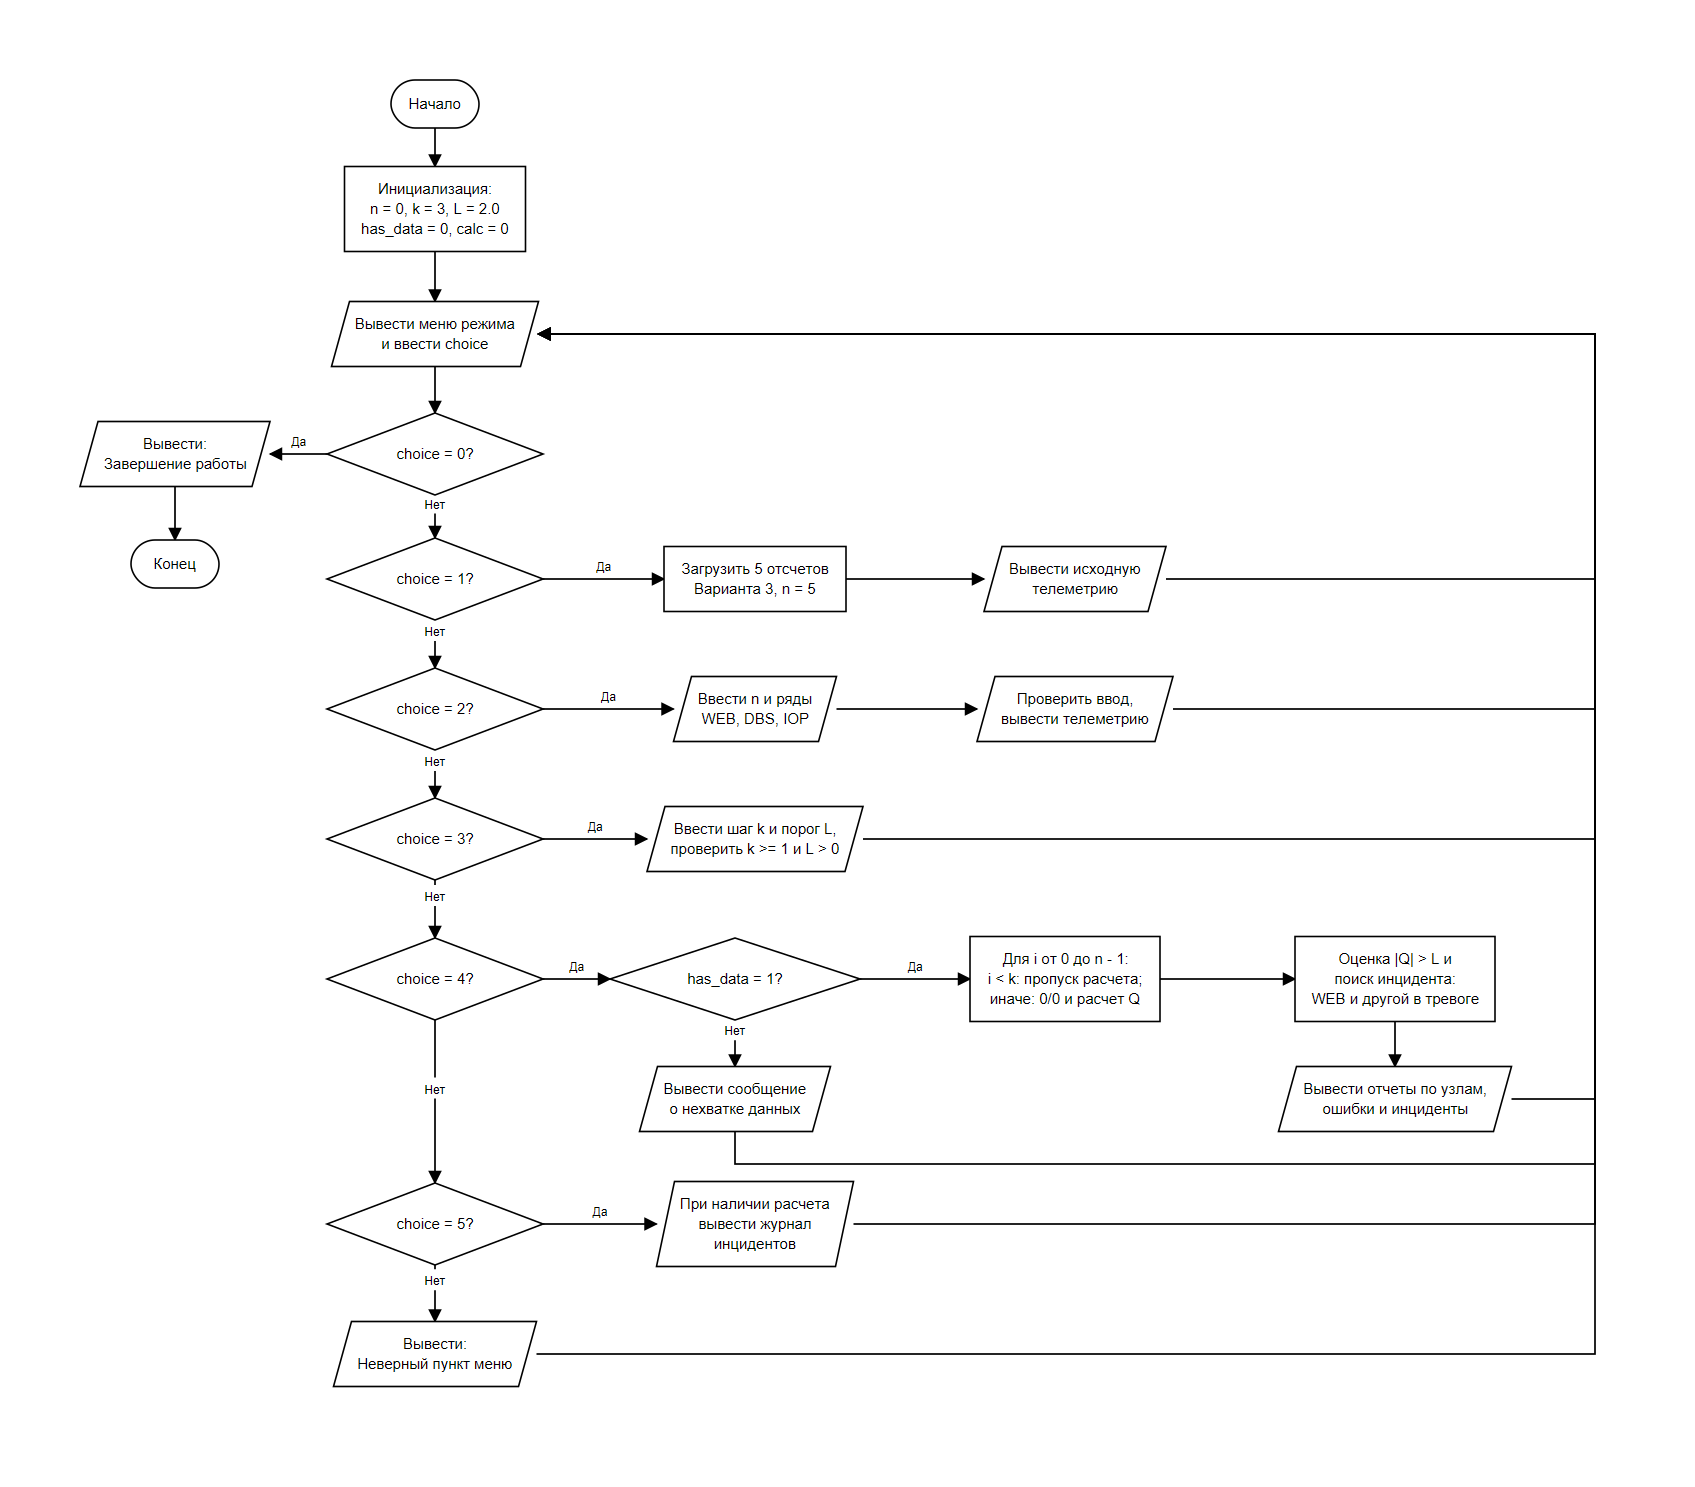 Начало
Инициализация:
n = 0, k = 3, L = 2.0
has_data = 0, calc = 0
Вывести меню режима
и ввести choice
choice = 0?
Да
Вывести:
Завершение работы
Конец
Нет
choice = 1?
Да
Загрузить 5 отсчетов
Варианта 3, n = 5
Вывести исходную
телеметрию
Нет
choice = 2?
Да
Ввести n и ряды
WEB, DBS, IOP
Проверить ввод,
вывести телеметрию
Нет
choice = 3?
Да
Ввести шаг k и порог L,
проверить k >= 1 и L > 0
Нет
choice = 4?
Да
has_data = 1?
Да
Для i от 0 до n - 1:
i < k: пропуск расчета;
иначе: 0/0 и расчет Q
Оценка |Q| > L и
поиск инцидента:
WEB и другой в тревоге
Нет
Вывести сообщение
о нехватке данных
Вывести отчеты по узлам,
ошибки и инциденты
Нет
choice = 5?
Да
При наличии расчета
вывести журнал
инцидентов
Нет
Вывести:
Неверный пункт меню